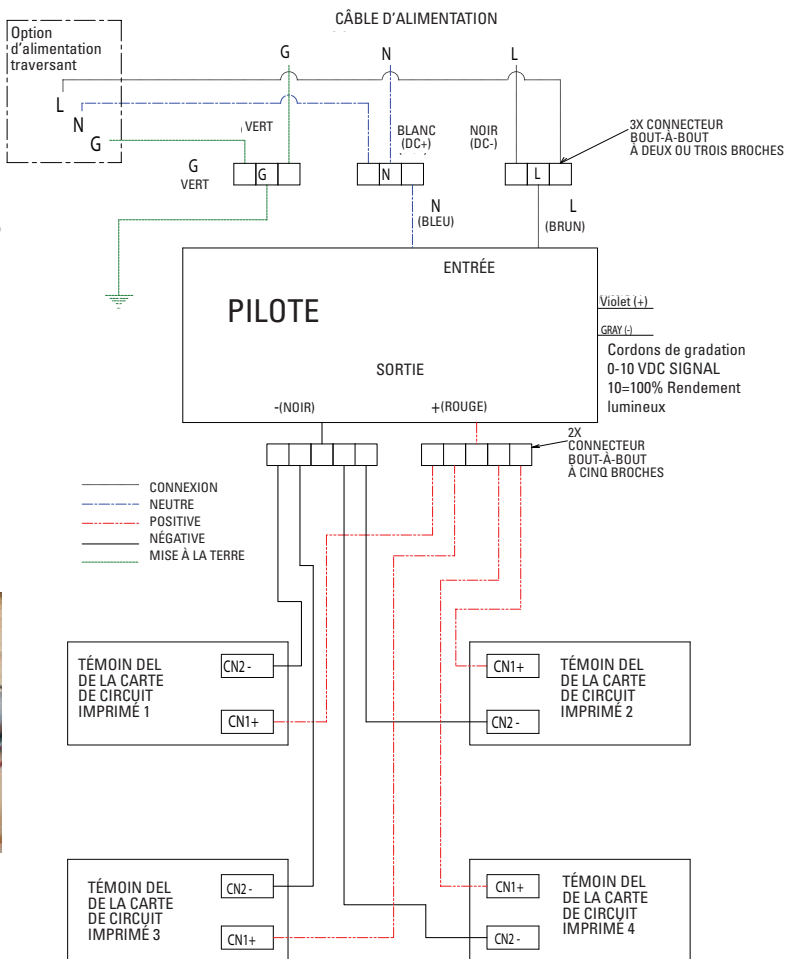 CÂBLE D'ALIMENTATION
Option
d'alimentation
traversant
G
N
L
L
N
G
VERT
BLANC
(DC+)
NOIR
(DC-)
3X CONNECTEUR
BOUT-À-BOUT
À DEUX OU TROIS BROCHES
G
VERT
G
N
L
N
(BLEU)
L
(BRUN)
ENTRÉE
PILOTE
SORTIE
-(NOIR)
+(ROUGE)
Violet (+)
GRAY (-)
Cordons de gradation
0-10 VDC SIGNAL
10=100% Rendement
lumineux
2X
CONNECTEUR
BOUT-À-BOUT
À CINQ BROCHES
CONNEXION
NEUTRE
POSITIVE
NÉGATIVE
MISE À LA TERRE
TÉMOIN DEL
DE LA CARTE
DE CIRCUIT
IMPRIMÉ 1
CN2 -
CN1+
CN1+
CN2 -
TÉMOIN DEL
DE LA CARTE
DE CIRCUIT
IMPRIMÉ 2
TÉMOIN DEL
DE LA CARTE
DE CIRCUIT
IMPRIMÉ 3
CN2 -
CN1+
CN1+
CN2 -
TÉMOIN DEL
DE LA CARTE
DE CIRCUIT
IMPRIMÉ 4